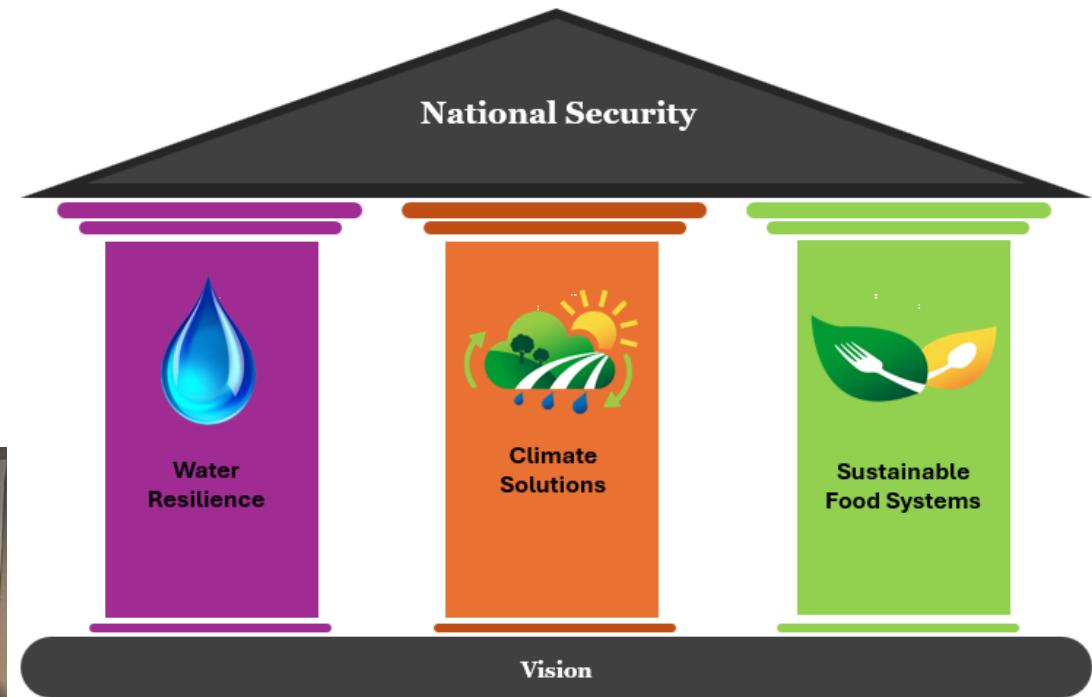 National Security
Water
Resilience
Climate
Solutions
Sustainable
Food Systems
Vision